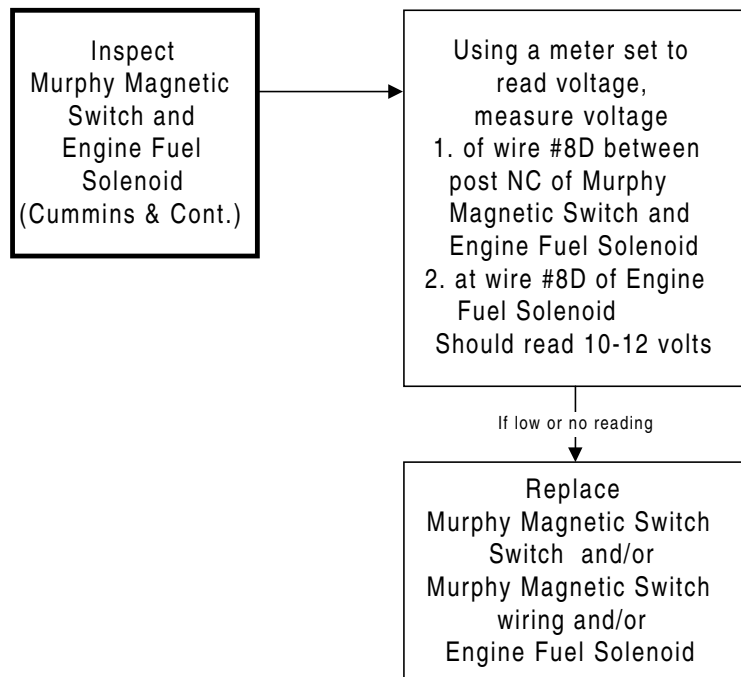 Inspect
Murphy Magnetic
Switch and
Engine Fuel
Solenoid
(Cummins & Cont.)
Using a meter set to
read voltage,
measure voltage
1. of wire #8D between
post NC of Murphy
Magnetic Switch and
Engine Fuel Solenoid
2. at wire #8D of Engine
Fuel Solenoid
Should read 10-12 volts
If low or no reading
Replace
Murphy Magnetic Switch
Switch and/or
Murphy Magnetic Switch
wiring and/or
Engine Fuel Solenoid